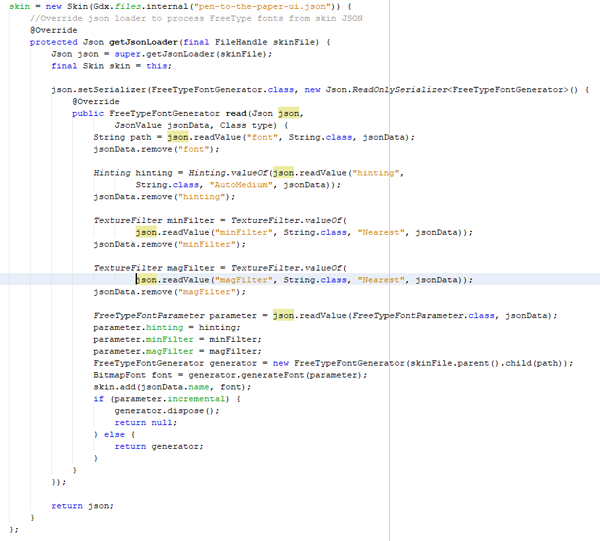 skin = new Skin(Gdx.files.internal("pen-to-the-paper-ui.json")) {
//Override json loader to process FreeType fonts from skin JSON
@Override
protected Json getJsonLoader(final FileHandle skinFile) {
Json json = super.getJsonLoader(skinFile);
final Skin skin = this;
json.setSerializer(FreeTypeFontGenerator.class, new Json.ReadOnlySerializer<FreeTypeFontGenerator>() {
@Override
public FreeTypeFontGenerator read(Json json,
JsonValue jsonData, Class type) {
String path = json.readValue("font", String.class, jsonData);
jsonData.remove("font");
Hinting hinting = Hinting.valueOf(json.readValue("hinting",
String.class, "AutoMedium", jsonData));
jsonData.remove("hinting");
TextureFilter minFilter = TextureFilter.valueOf(
json.readValue("minFilter", String.class, "Nearest", jsonData));
jsonData.remove("minFilter");
TextureFilter magFilter = TextureFilter.valueOf(
json.readValue("magFilter", String.class, "Nearest", jsonData));
jsonData.remove("magFilter");
FreeTypeFontParameter parameter = json.readValue(FreeTypeFontParameter.class, jsonData);
parameter.hinting = hinting;
parameter.minFilter = minFilter;
parameter.magFilter = magFilter;
FreeTypeFontGenerator generator = new FreeTypeFontGenerator(skinFile.parent().child(path));
BitmapFont font = generator.generateFont(parameter);
skin.add(jsonData.name, font);
if (parameter.incremental) {
generator.dispose();
return null;
} else {
return generator;
}
}
});
return json;
}
};